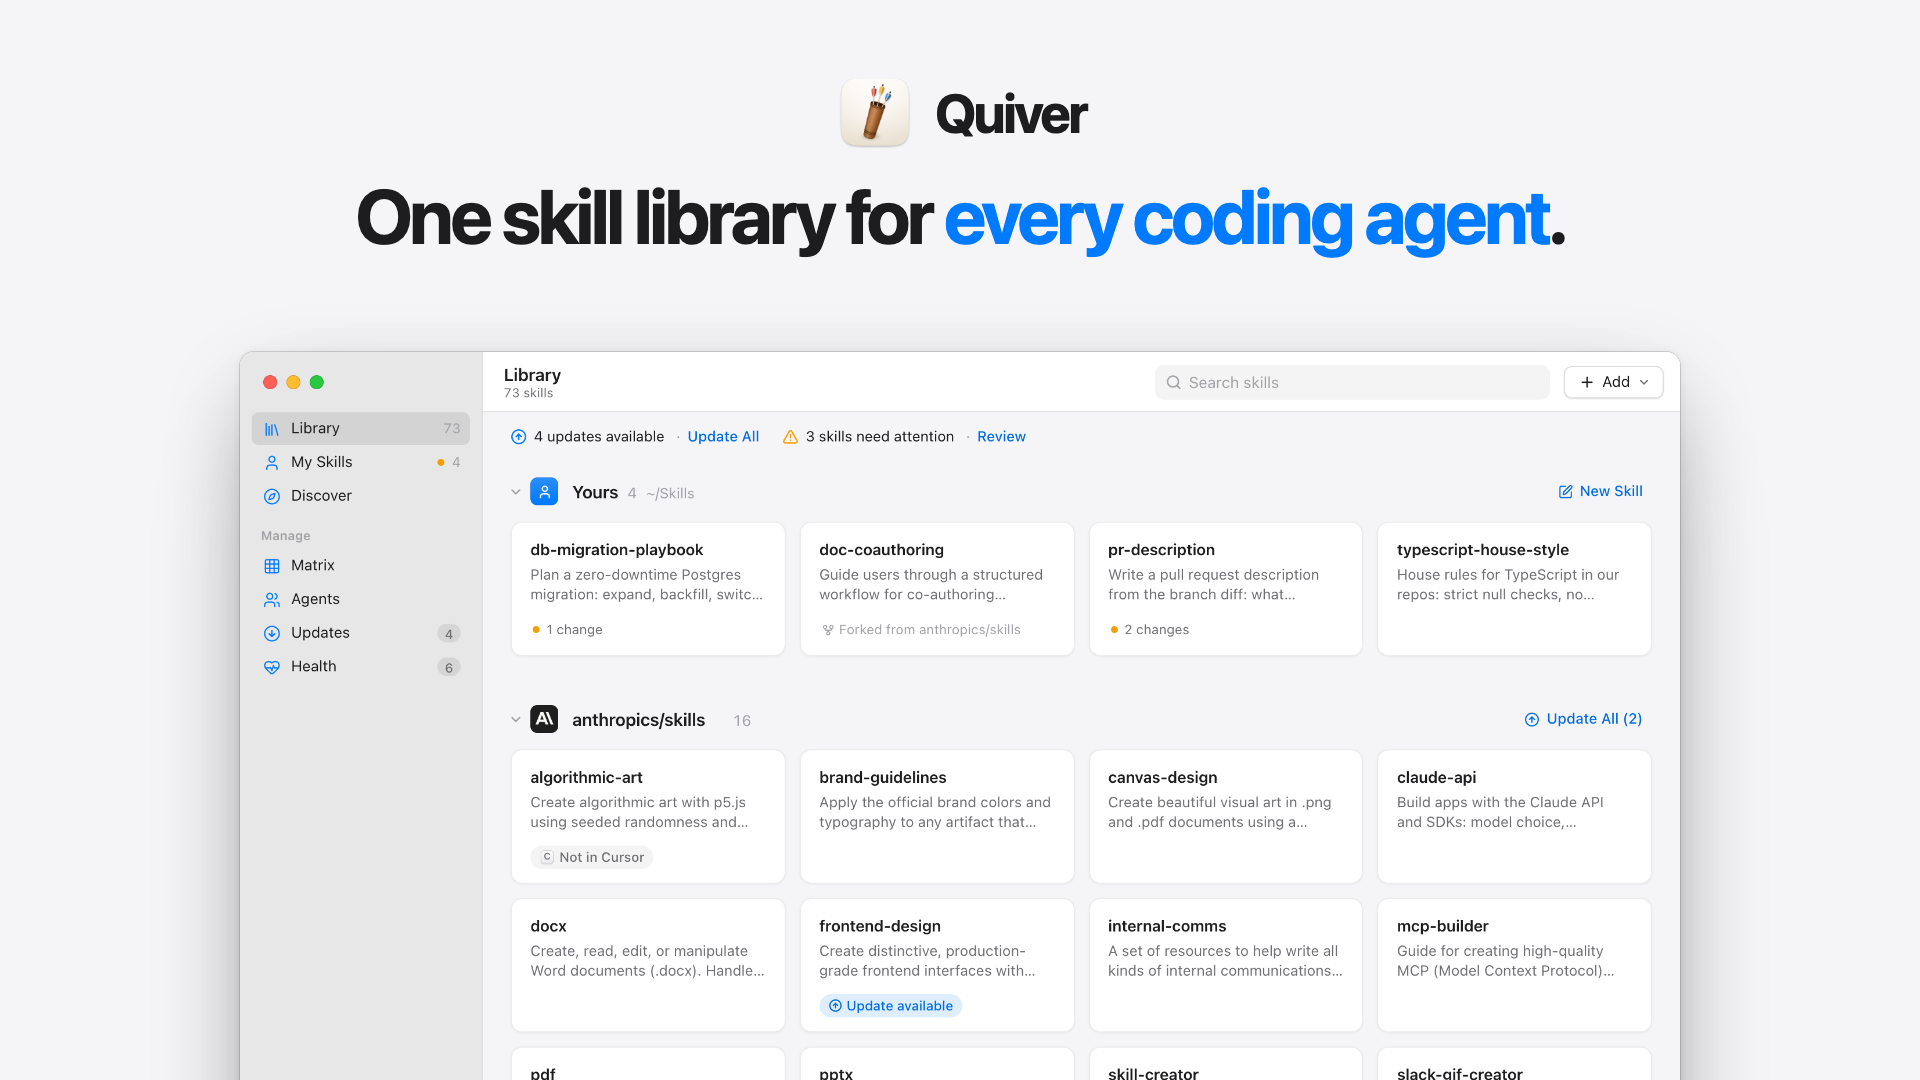 Quiver
One skill library for every coding agent.
Library
73 skills
Search skills
Add
Library 73
My Skills 4
Discover
Manage
Matrix
Agents
Updates 4
Health 6
4 updates available · Update All
3 skills need attention · Review
Yours 4 ~/Skills
New Skill
db-migration-playbook
Plan a zero-downtime Postgres
migration: expand, backfill, switc...
1 change
doc-coauthoring
Guide users through a structured
workflow for co-authoring...
Forked from anthropics/skills
pr-description
Write a pull request description
from the branch diff: what...
2 changes
typescript-house-style
House rules for TypeScript in our
repos: strict null checks, no...
A\
anthropics/skills 16
Update All (2)
algorithmic-art
Create algorithmic art with p5.js
using seeded randomness and...
C Not in Cursor
brand-guidelines
Apply the official brand colors and
typography to any artifact that...
canvas-design
Create beautiful visual art in .png
and .pdf documents using a...
claude-api
Build apps with the Claude API
and SDKs: model choice,...
docx
Create, read, edit, or manipulate
Word documents (.docx). Handle...
frontend-design
Create distinctive, production-
grade frontend interfaces with...
Update available
internal-comms
A set of resources to help write all
kinds of internal communications...
mcp-builder
Guide for creating high-quality
MCP (Model Context Protocol)...
pdf
pptx
skill-creator
slack-gif-creator